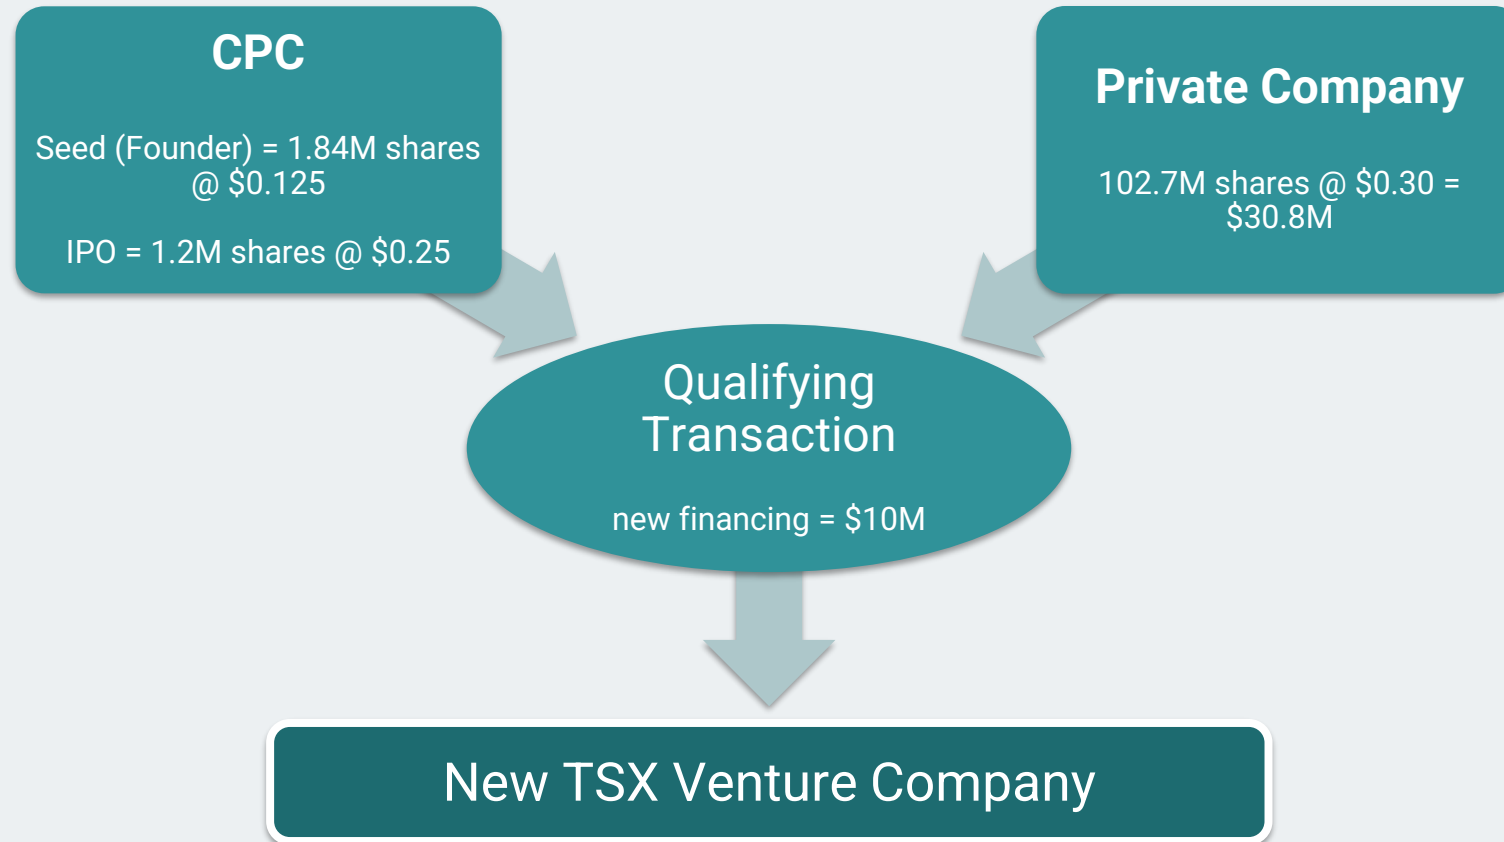 CPC
Seed (Founder) = 1.84M shares
@ $0.125
IPO = 1.2M shares @ $0.25
Private Company
102.7M shares @ $0.30 =
$30.8M
Qualifying
Transaction
new financing = $10M
New TSX Venture Company